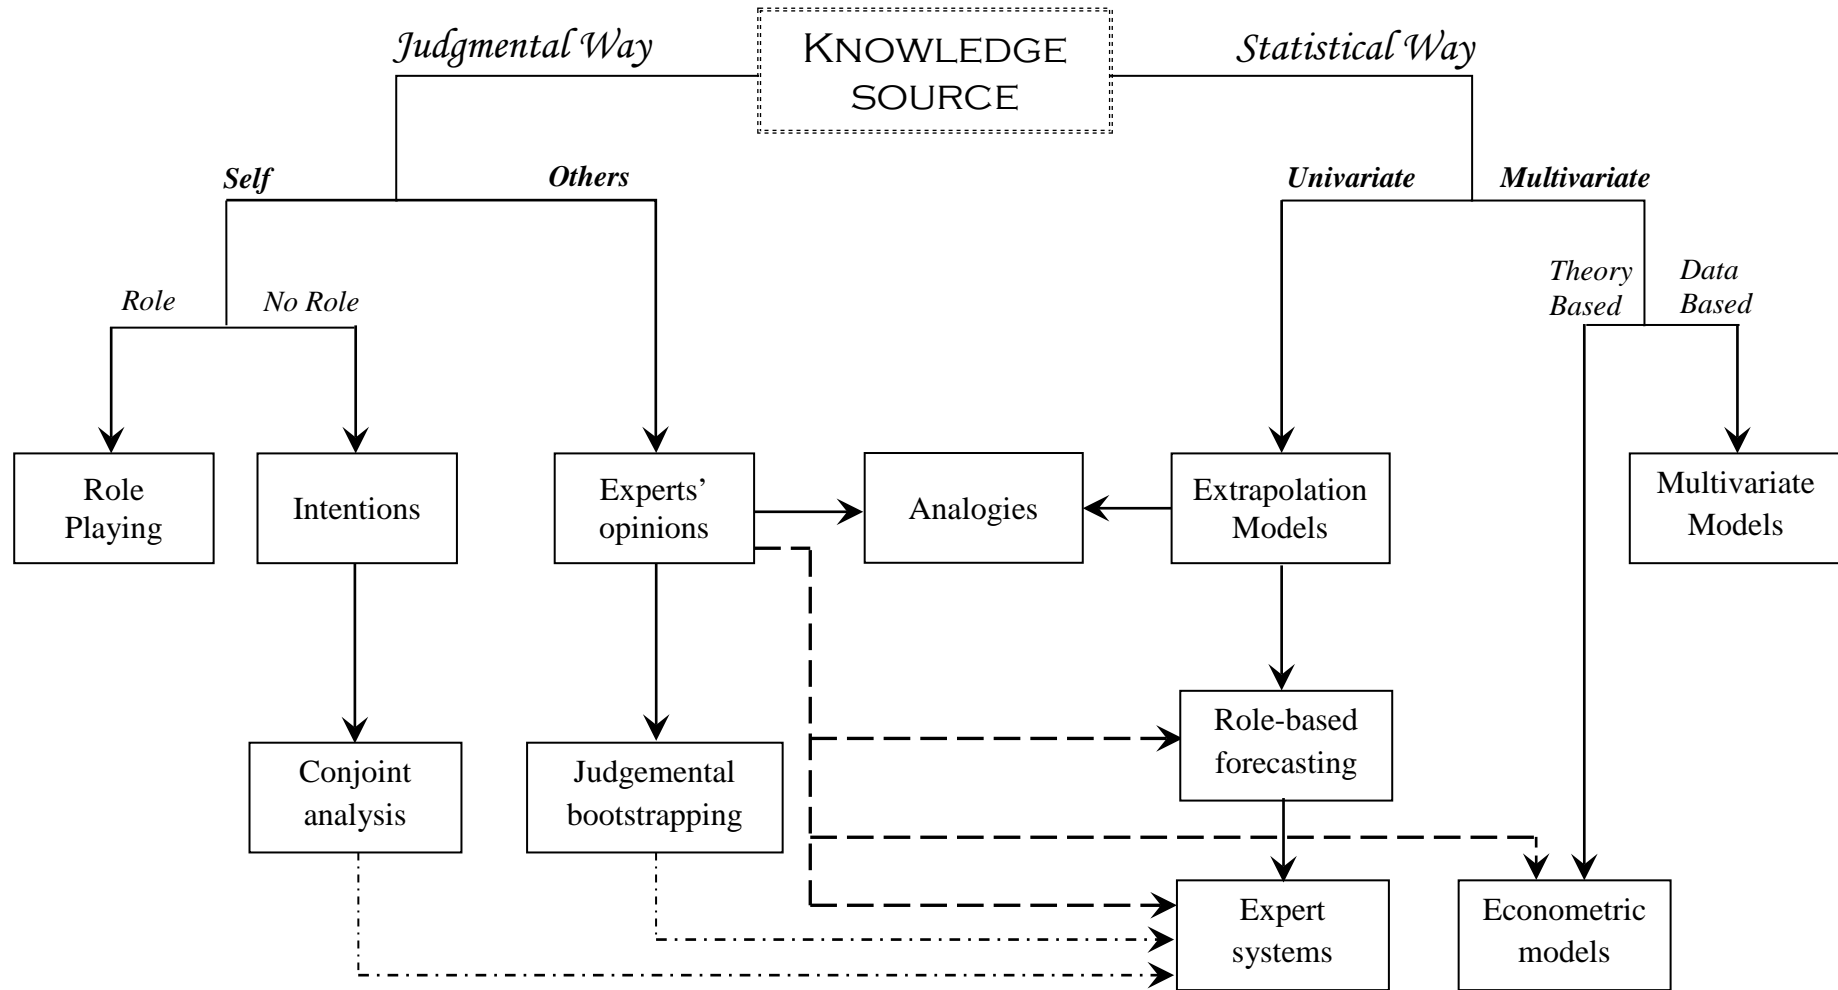 Judgmental Way
KNOWLEDGE
SOURCE
Statistical Way
Self
Others
Univariate
Multivariate
Role
No Role
Theory
Based
Data
Based
Role
Playing
Intentions
Experts’
opinions
Analogies
Extrapolation
Models
Multivariate
Models
Conjoint
analysis
Judgemental
bootstrapping
Role-based
forecasting
Expert
systems
Econometric
models